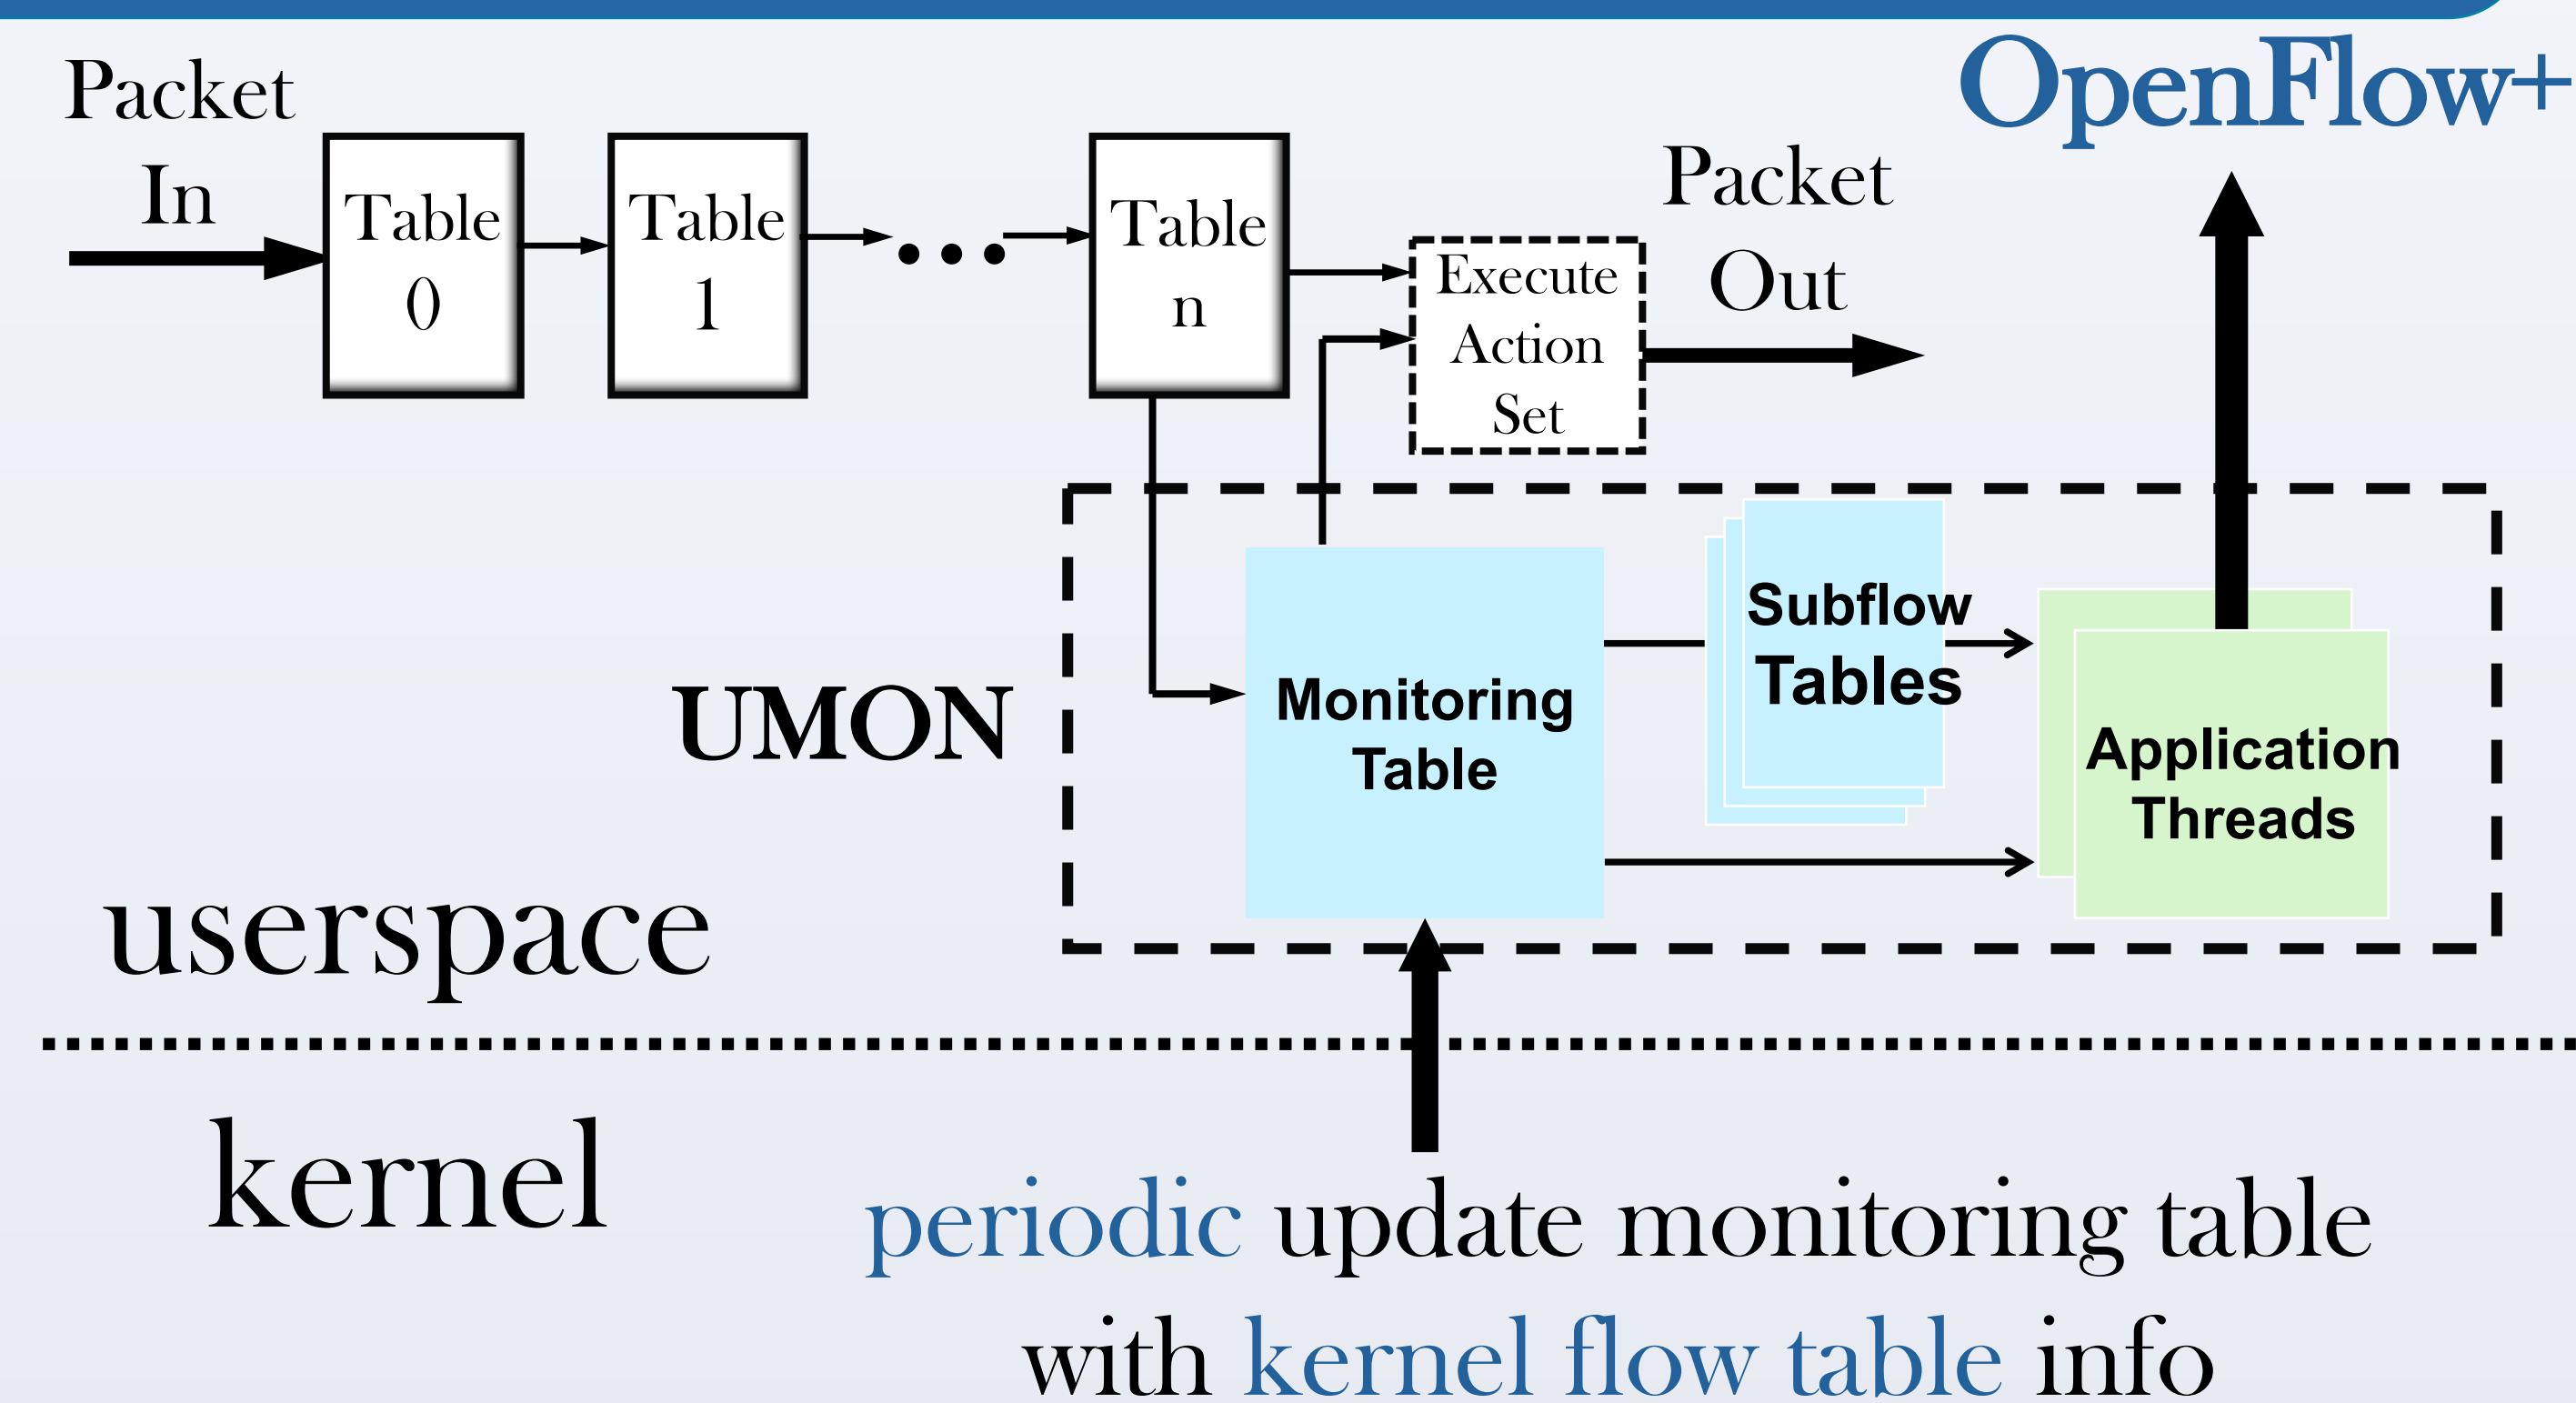 OpenFlow+
Packet
In
Table
0
Table
1
...
Table
n
Execute
Action
Set
Packet
Out
UMON
Monitoring
Table
Subflow
Tables
Application
Threads
userspace
kernel
periodic update monitoring table
with kernel flow table info